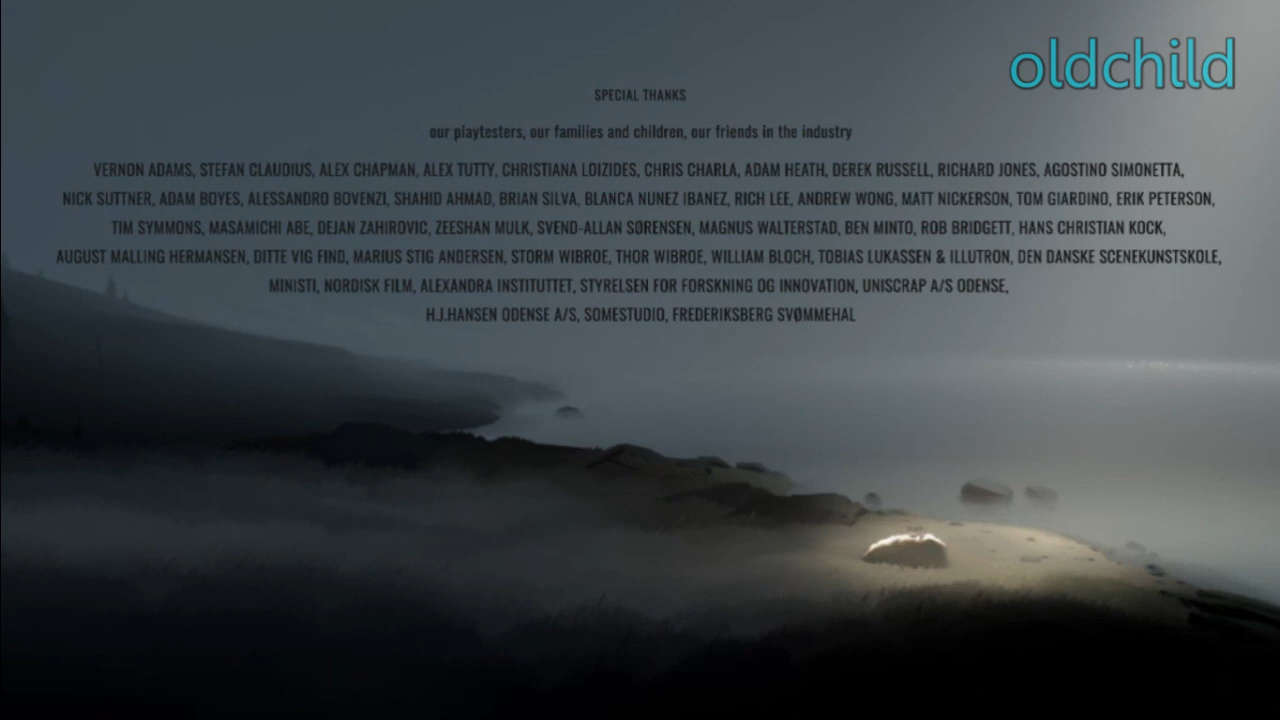 oldchild
SPECIAL THANKS
our playtesters, our families and children, our friends in the industry
VERNON ADAMS, STEFAN CLAUDIUS, ALEX CHAPMAN, ALEX TUTTY, CHRISTIANA LOIZIDES, CHRIS CHARLA, ADAM HEATH, DEREK RUSSELL, RICHARD JONES, AGOSTINO SIMONETTA,
NICK SUTTNER, ADAM BOYES, ALESSANDRO BOVENZI, SHAHID AHMAD, BRIAN SILVA, BLANCA NUNEZ IBANEZ, RICH LEE, ANDREW WONG, MATT NICKERSON, TOM GIARDINO, ERIK PETERSON,
TIM SYMMONS, MASAMICHI ABE, DEJAN ZAHIROVIC, ZEESHAN MULK, SVEND-ALLAN SØRENSEN, MAGNUS WALTERSTAD, BEN MINTO, ROB BRIDGETT, HANS CHRISTIAN KOCK,
AUGUST MALLING HERMANSEN, DITTE VIG FIND, MARIUS STIG ANDERSEN, STORM WIBROE, THOR WIBROE, WILLIAM BLOCH, TOBIAS LUKASSEN & ILLUTRON, DEN DANSKE SCENEKUNSTSKOLE,
MINISTI, NORDISK FILM, ALEXANDRA INSTITUTTET, STYRELSEN FOR FORSKNING OG INNOVATION, UNISCRAP A/S ODENSE,
H.J.HANSEN ODENSE A/S, SOMESTUDIO, FREDERIKSBERG SVØMMEHAL